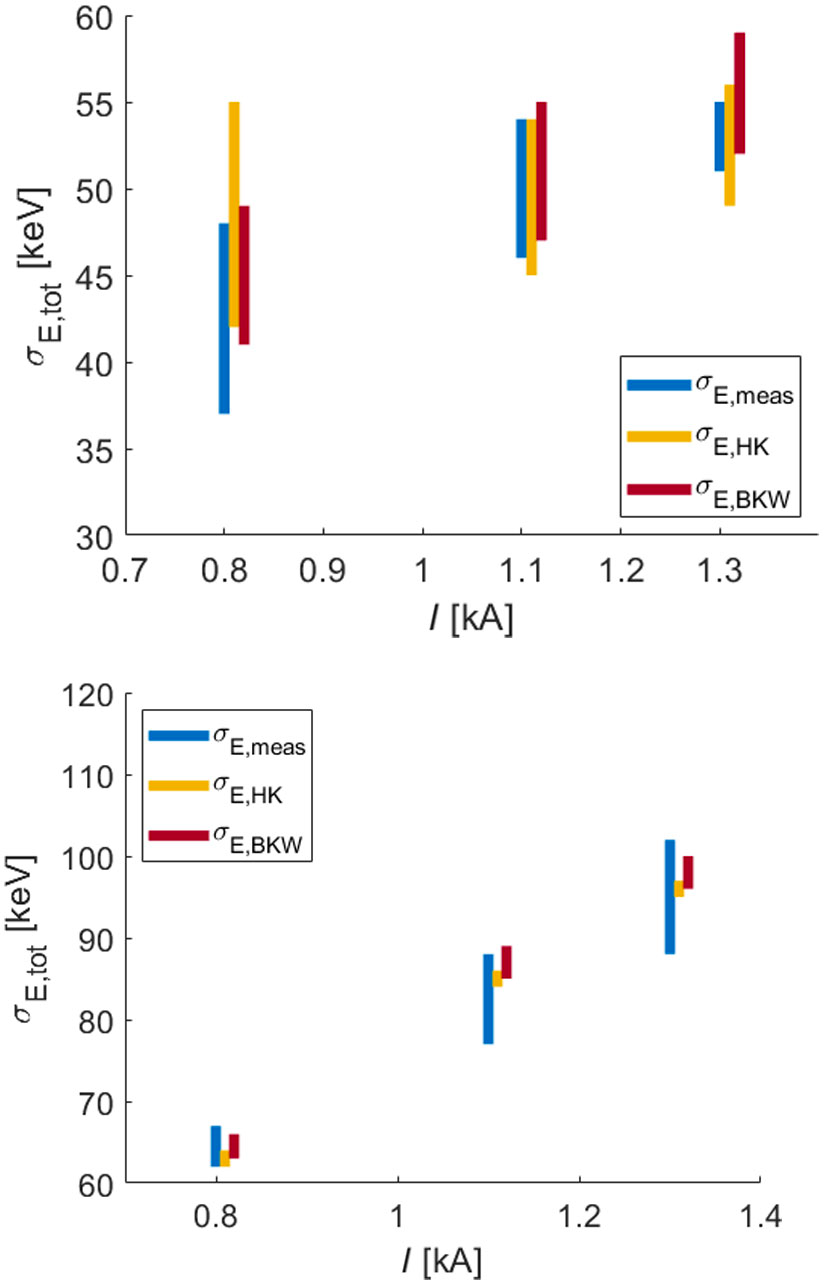 60
55
50
45
40
35
30
σE,tot [keV]
σE,meas
σE,HK
σE,BKW
0.7 0.8 0.9 1 1.1 1.2 1.3
I [kA]
120
110
100
90
80
70
60
σE,tot [keV]
σE,meas
σE,HK
σE,BKW
0.8 1 1.2 1.4
I [kA]